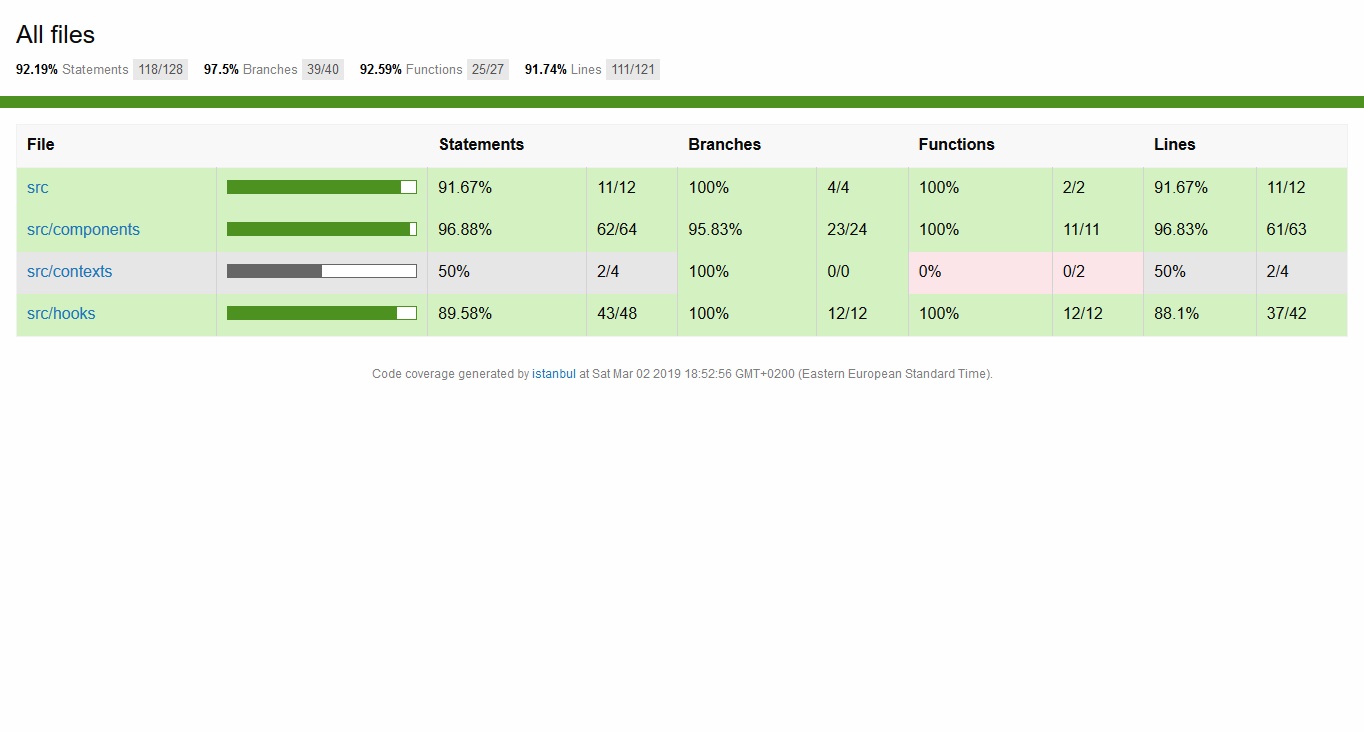 All files
92.19% Statements 118/128 97.5% Branches 39/40 92.59% Functions 25/27 91.74% Lines 111/121
File Statements Branches Functions Lines
src 91.67% 11/12 100% 4/4 100% 2/2 91.67% 11/12
src/components 96.88% 62/64 95.83% 23/24 100% 11/11 96.83% 61/63
src/contexts 50% 2/4 100% 0/0 0% 0/2 50% 2/4
src/hooks 89.58% 43/48 100% 12/12 100% 12/12 88.1% 37/42
Code coverage generated by istanbul at Sat Mar 02 2019 18:52:56 GMT+0200 (Eastern European Standard Time).